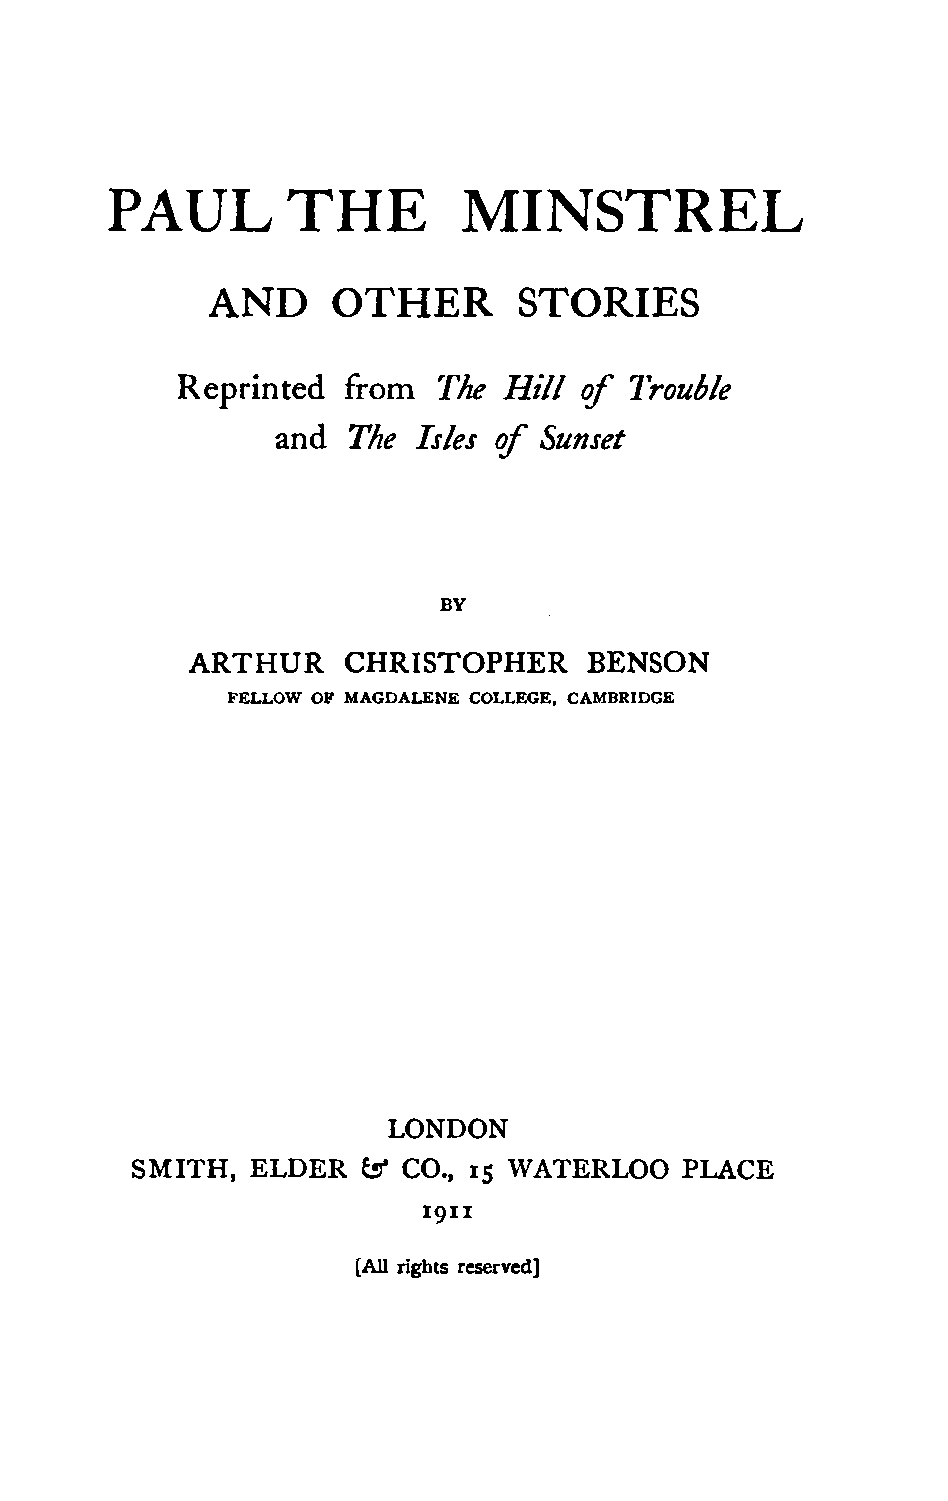 PAUL THE MINSTREL
AND OTHER STORIES
Reprinted from The Hill of Trouble
and The Isles of Sunset
BY
ARTHUR CHRISTOPHER BENSON
FELLOW OF MAGDALENE COLLEGE, CAMBRIDGE
LONDON
SMITH, ELDER & CO., 15 WATERLOO PLACE
1911
[All rights reserved]